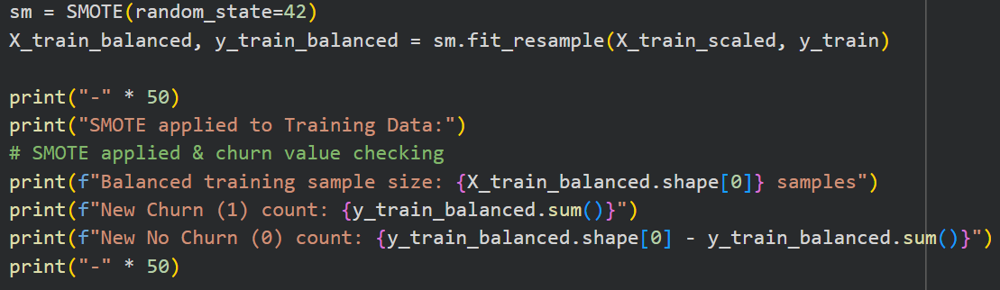 sm = SMOTE(random_state=42)
X_train_balanced, y_train_balanced = sm.fit_resample(X_train_scaled, y_train)
print("-" * 50)
print("SMOTE applied to Training Data:")
# SMOTE applied & churn value checking
print(f"Balanced training sample size: {X_train_balanced.shape[0]} samples")
print(f"New Churn (1) count: {y_train_balanced.sum()}")
print(f"New No Churn (0) count: {y_train_balanced.shape[0] - y_train_balanced.sum()}")
print("-" * 50)